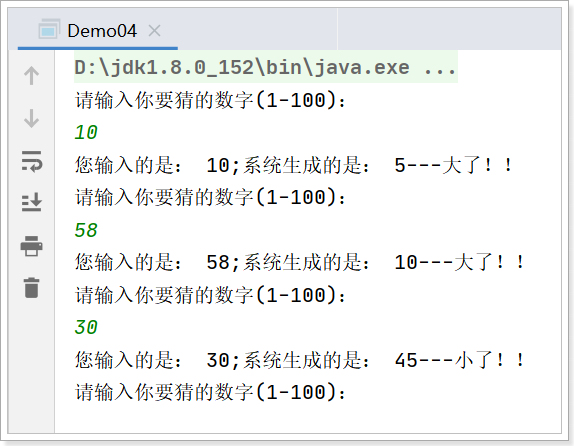 Demo04
D:\jdk1.8.0_152\bin\java.exe ...
请输入你要猜的数字(1-100)：
10
您输入的是： 10;系统生成的是： 5---大了！！
请输入你要猜的数字(1-100)：
58
您输入的是： 58;系统生成的是： 10---大了！！
请输入你要猜的数字(1-100)：
30
您输入的是： 30;系统生成的是： 45---小了！！
请输入你要猜的数字(1-100)：